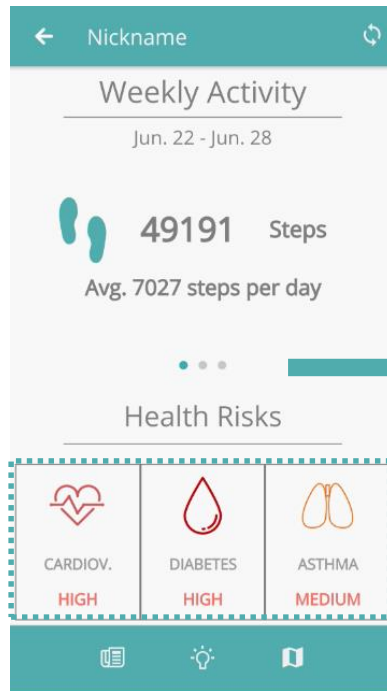 Nickname
Weekly Activity
Jun. 22 - Jun. 28
49191 Steps
Avg. 7027 steps per day
Health Risks
CARDIOV. DIABETES ASTHMA
HIGH HIGH MEDIUM